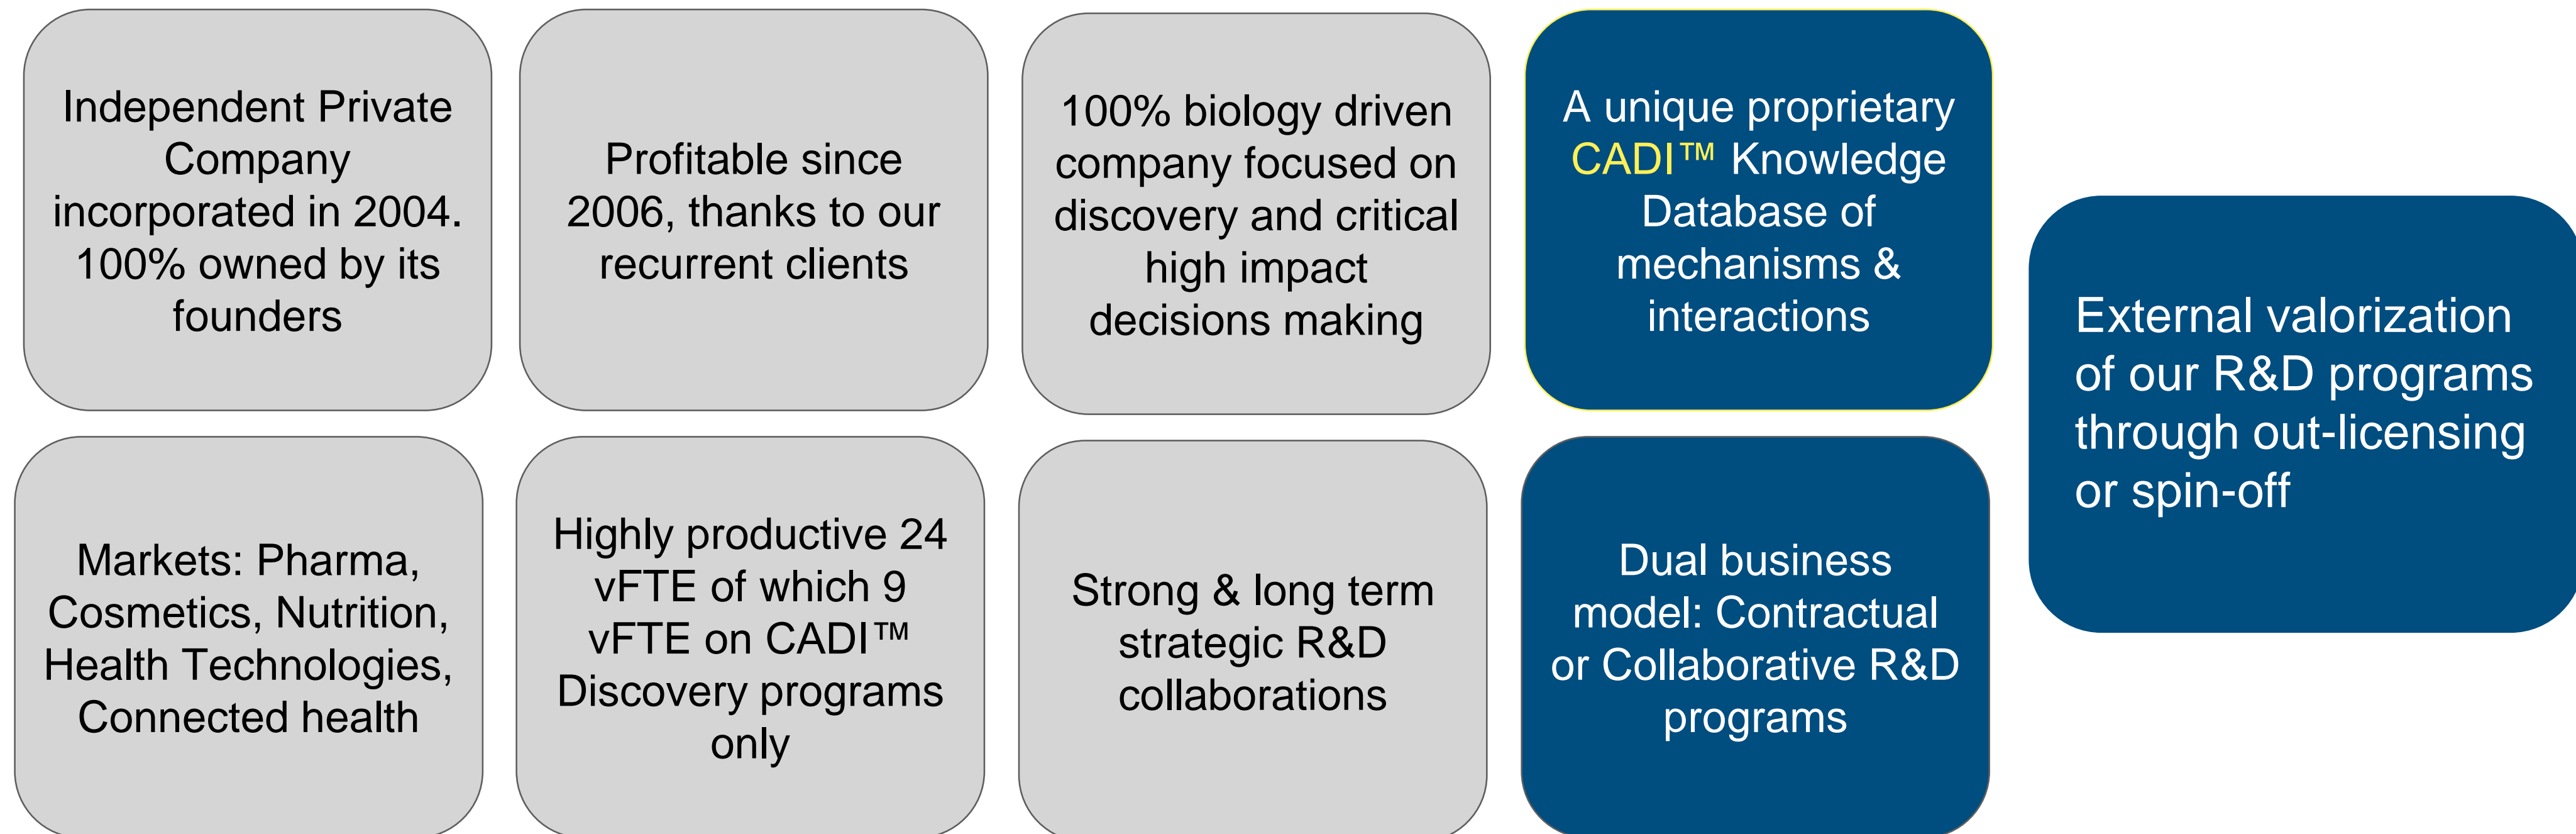 Independent Private
Company
incorporated in 2004.
100% owned by its
founders
Profitable since
2006, thanks to our
recurrent clients
100% biology driven
company focused on
discovery and critical
high impact
decisions making
A unique proprietary
CADI™ Knowledge
Database of
mechanisms &
interactions
External valorization
of our R&D programs
through out-licensing
or spin-off
Markets: Pharma,
Cosmetics, Nutrition,
Health Technologies,
Connected health
Highly productive 24
vFTE of which 9
vFTE on CADI™
Discovery programs
only
Strong & long term
strategic R&D
collaborations
Dual business
model: Contractual
or Collaborative R&D
programs